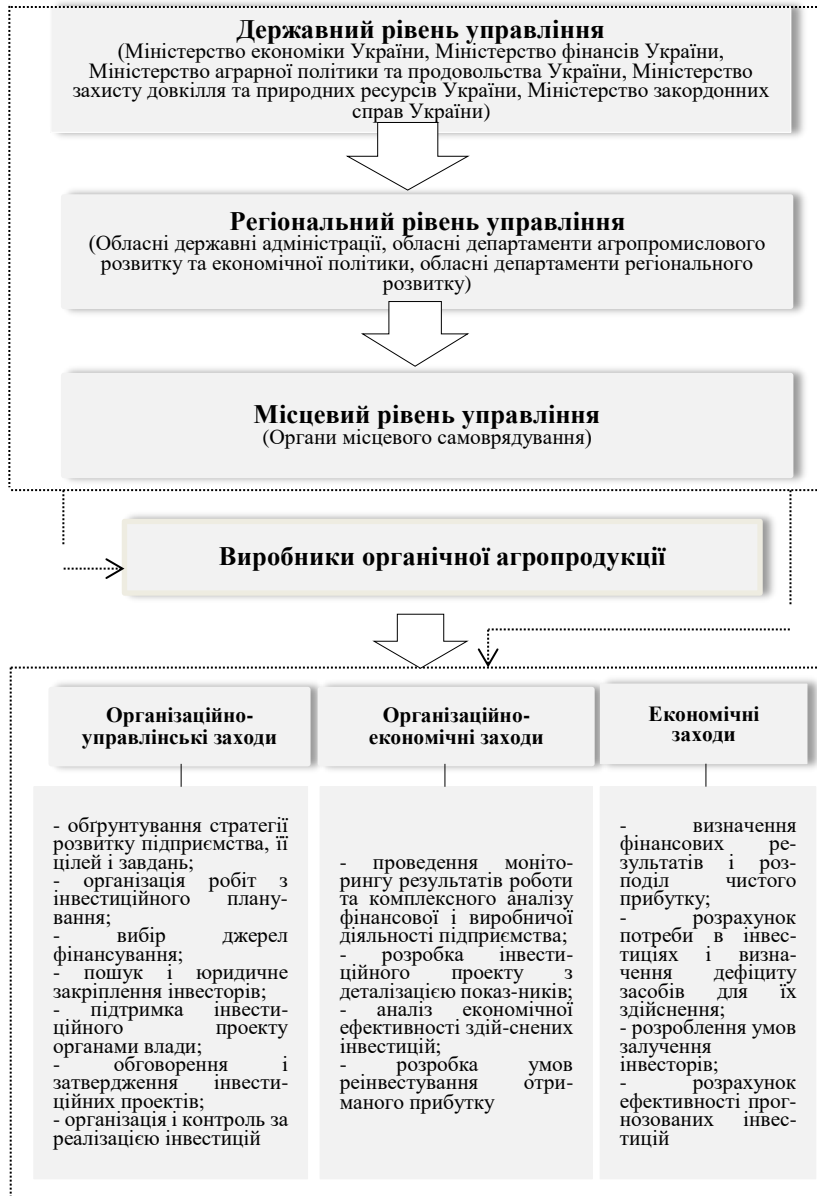 Державний рівень управління
(Міністерство економіки України, Міністерство фінансів України,
Міністерство аграрної політики та продовольства України, Міністерство
захисту довкілля та природних ресурсів України, Міністерство закордонних
справ України)
Регіональний рівень управління
(Обласні державні адміністрації, обласні департаменти агропромислового
розвитку та економічної політики, обласні департаменти регіонального
розвитку)
Місцевий рівень управління
(Органи місцевого самоврядування)
Виробники органічної агропродукції
Організаційно-
управлінські заходи
- обґрунтування стратегії
розвитку підприємства, її
цілей і завдань;
- організація робіт з
інвестиційного плану-
вання;
- вибір джерел
фінансування;
- пошук і юридичне
закріплення інвесторів;
- підтримка інвести-
ційного проекту
органами влади;
- обговорення і
затвердження інвести-
ційних проектів;
- організація і контроль за
реалізацією інвестицій
Організаційно-
економічні заходи
- проведення моніто-
рингу результатів роботи
та комплексного аналізу
фінансової і виробничої
діяльності підприємства;
- розробка інвести-
ційного проекту з
деталізацією показ-ників;
- аналіз економічної
ефективності здій-снених
інвестицій;
- розробка умов
реінвестування отри-
маного прибутку
Економічні
заходи
- визначення
фінансових ре-
зультатів і роз-
поділ чистого
прибутку;
- розрахунок
потреби в інвес-
тиціях і визна-
чення дефіциту
засобів для їх
здійснення;
- розроблення умов
залучення
інвесторів;
- розрахунок
ефективності прог-
нозованих інвес-
тицій